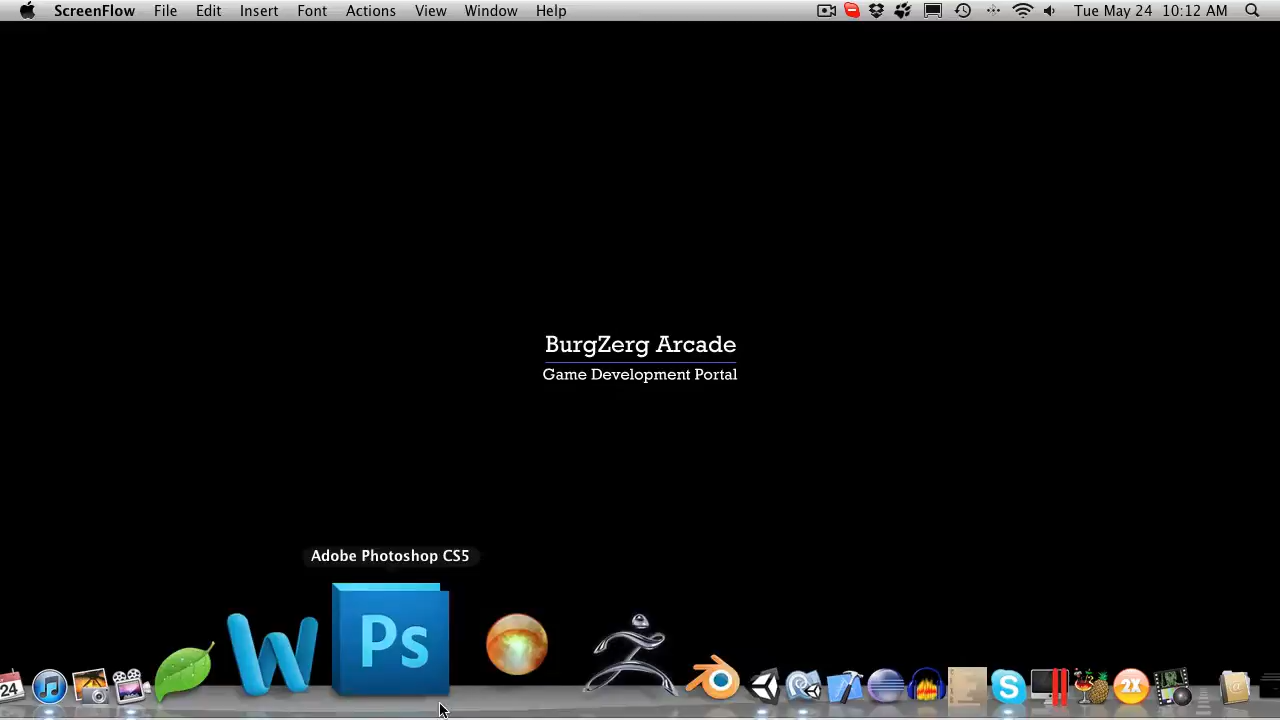 ScreenFlow File Edit Insert Font Actions View Window Help Tue May 24 10:12 AM
BurgZerg Arcade
Game Development Portal
Adobe Photoshop CS5
W
Ps
24
S
2X